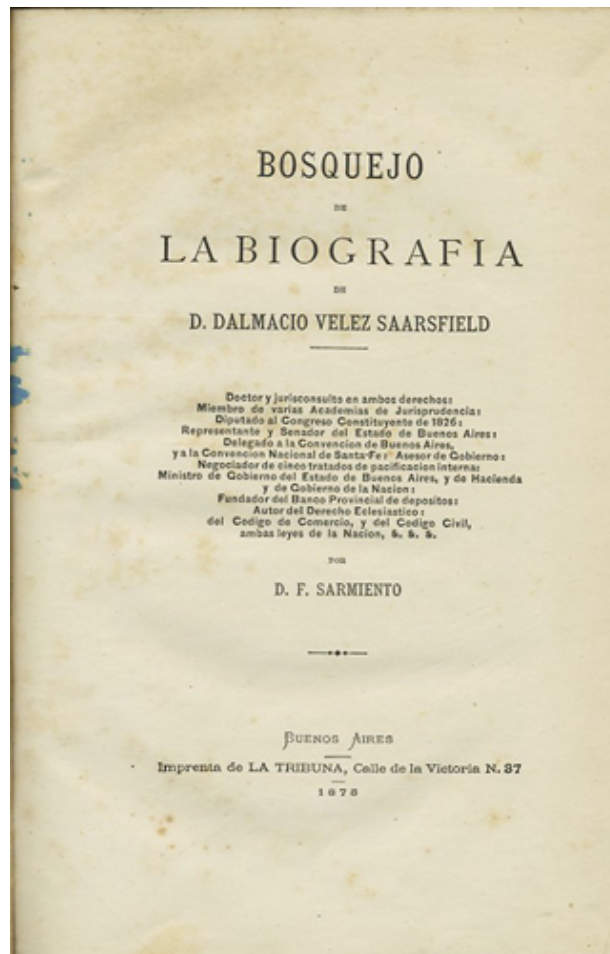 BOSQUEJO
DE
LA BIOGRAFIA
DE
D. DALMACIO VELEZ SAARSFIELD
Doctor y jurisconsulto en ambos derechos:
Miembro de varias Academias de Jurisprudencia:
Diputado al Congreso Constituyente de 1826:
Representante y Senador del Estado de Buenos Aires:
Delegado a la Convencion de Buenos Aires,
y a la Convencion Nacional de Santa-Fe: Asesor de Gobierno:
Negociador de cinco tratados de pacificacion interna:
Ministro de Gobierno del Estado de Buenos Aires, y de Hacienda
y de Gobierno de la Nacion:
Fundador del Banco Provincial de depositos:
Autor del Derecho Eclesiastico:
del Codigo de Comercio, y del Codigo Civil,
ambas leyes de la Nacion, &. &. &.
POR
D. F. SARMIENTO
BUENOS AIRES
Imprenta de LA TRIBUNA, Calle de la Victoria N. 37
1875